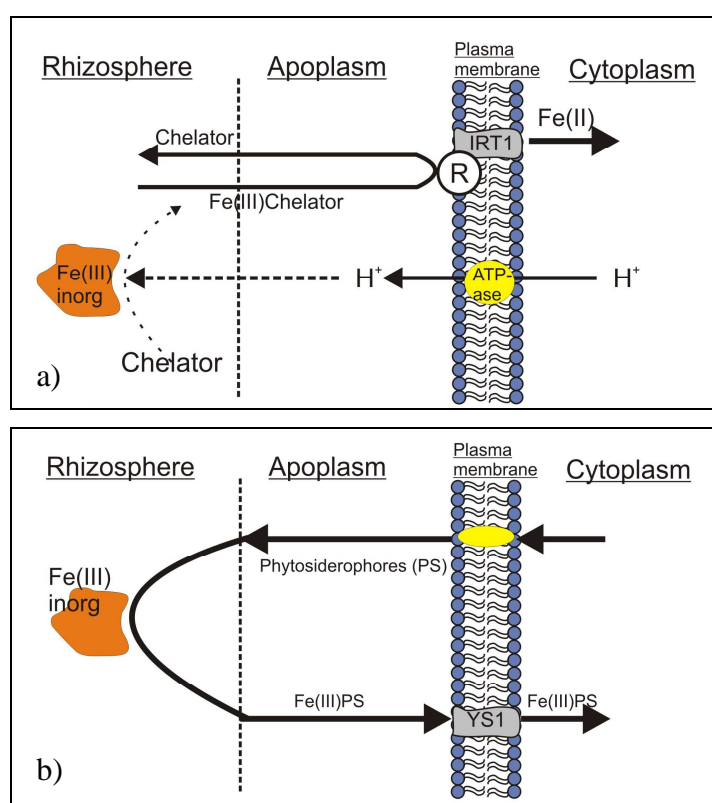 Rhizosphere
Apoplasm
Plasma
membrane
Cytoplasm
Chelator
Fe(II)
IRT1
R
Fe(III)Chelator
Fe(III)
inorg
H⁺
ATP-
ase
H⁺
Chelator
a)
Rhizosphere
Apoplasm
Plasma
membrane
Cytoplasm
Phytosiderophores (PS)
Fe(III)
inorg
Fe(III)PS
YS1
Fe(III)PS
b)